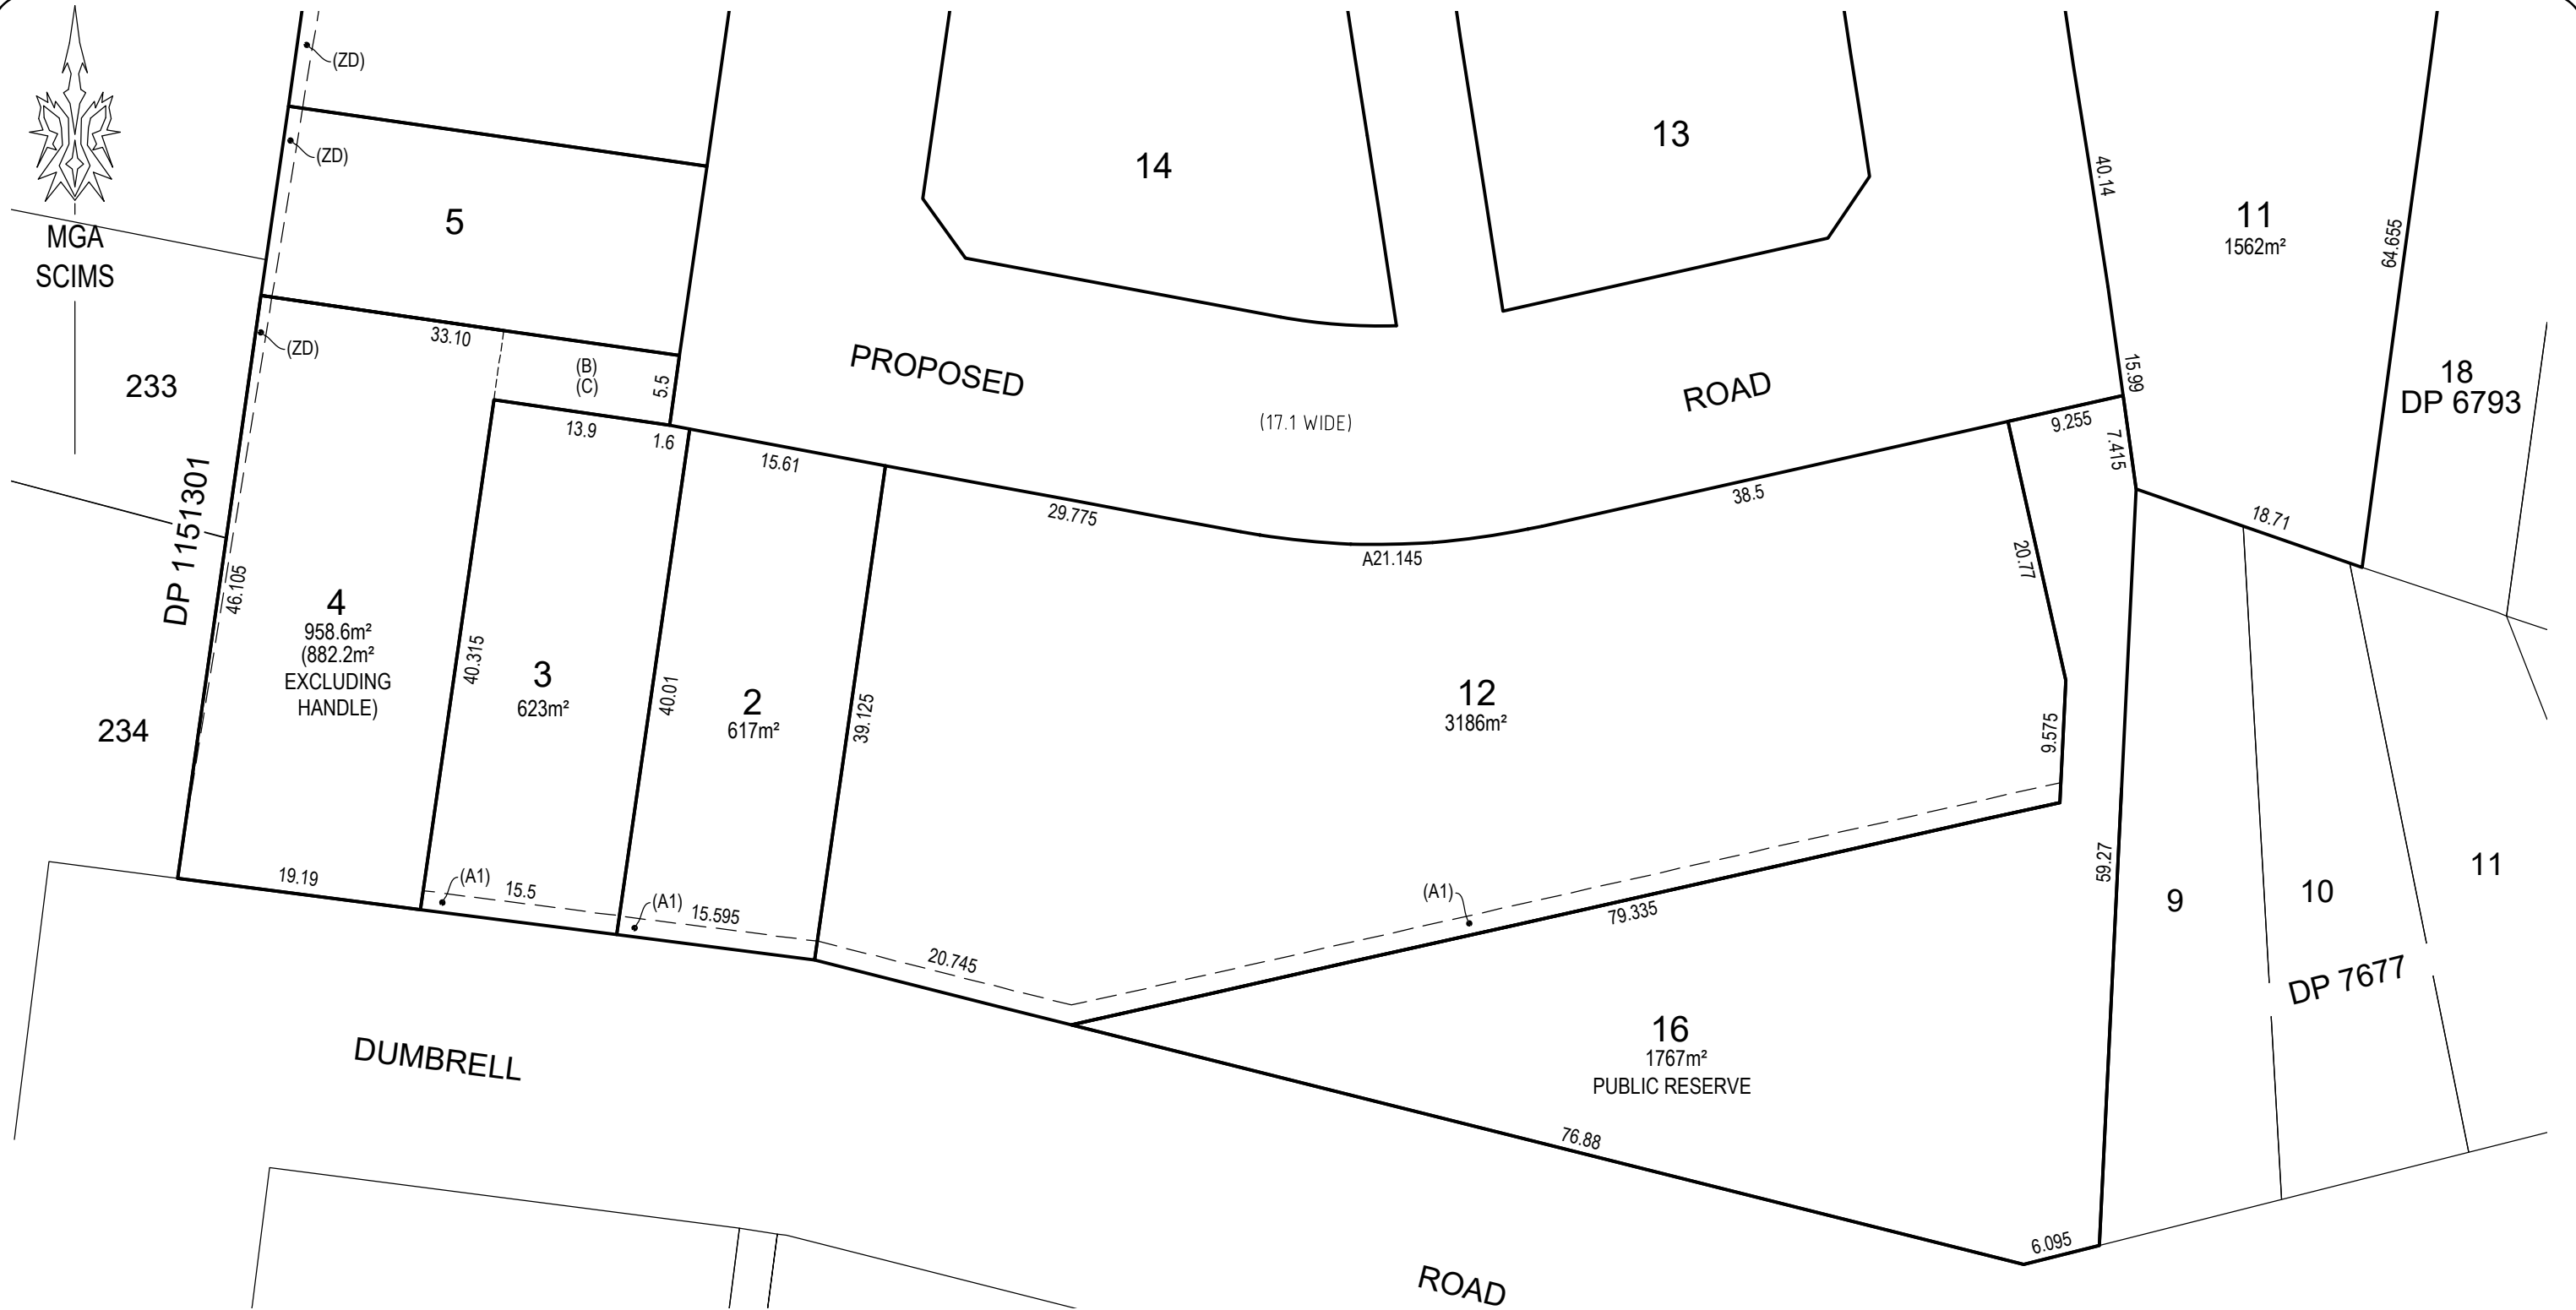 (ZD)
(ZD)
MGA
SCIMS
5
14
13
11
1562m²
40.14
64.655
15.99
18
DP 6793
33.10
(ZD)
(B)
(C)
5.5
233
PROPOSED
ROAD
(17.1 WIDE)
13.9
1.6
15.61
9.255
7.415
29.775
38.5
A21.145
18.71
DP 1151301
46.105
20.77
4
958.6m²
(882.2m²
EXCLUDING
HANDLE)
40.315
3
623m²
40.01
2
617m²
39.125
12
3186m²
9.575
234
19.19
(A1)
15.5
(A1)
15.595
20.745
(A1)
79.335
59.27
9
10
11
DP 7677
DUMBRELL
16
1767m²
PUBLIC RESERVE
76.88
6.095
ROAD